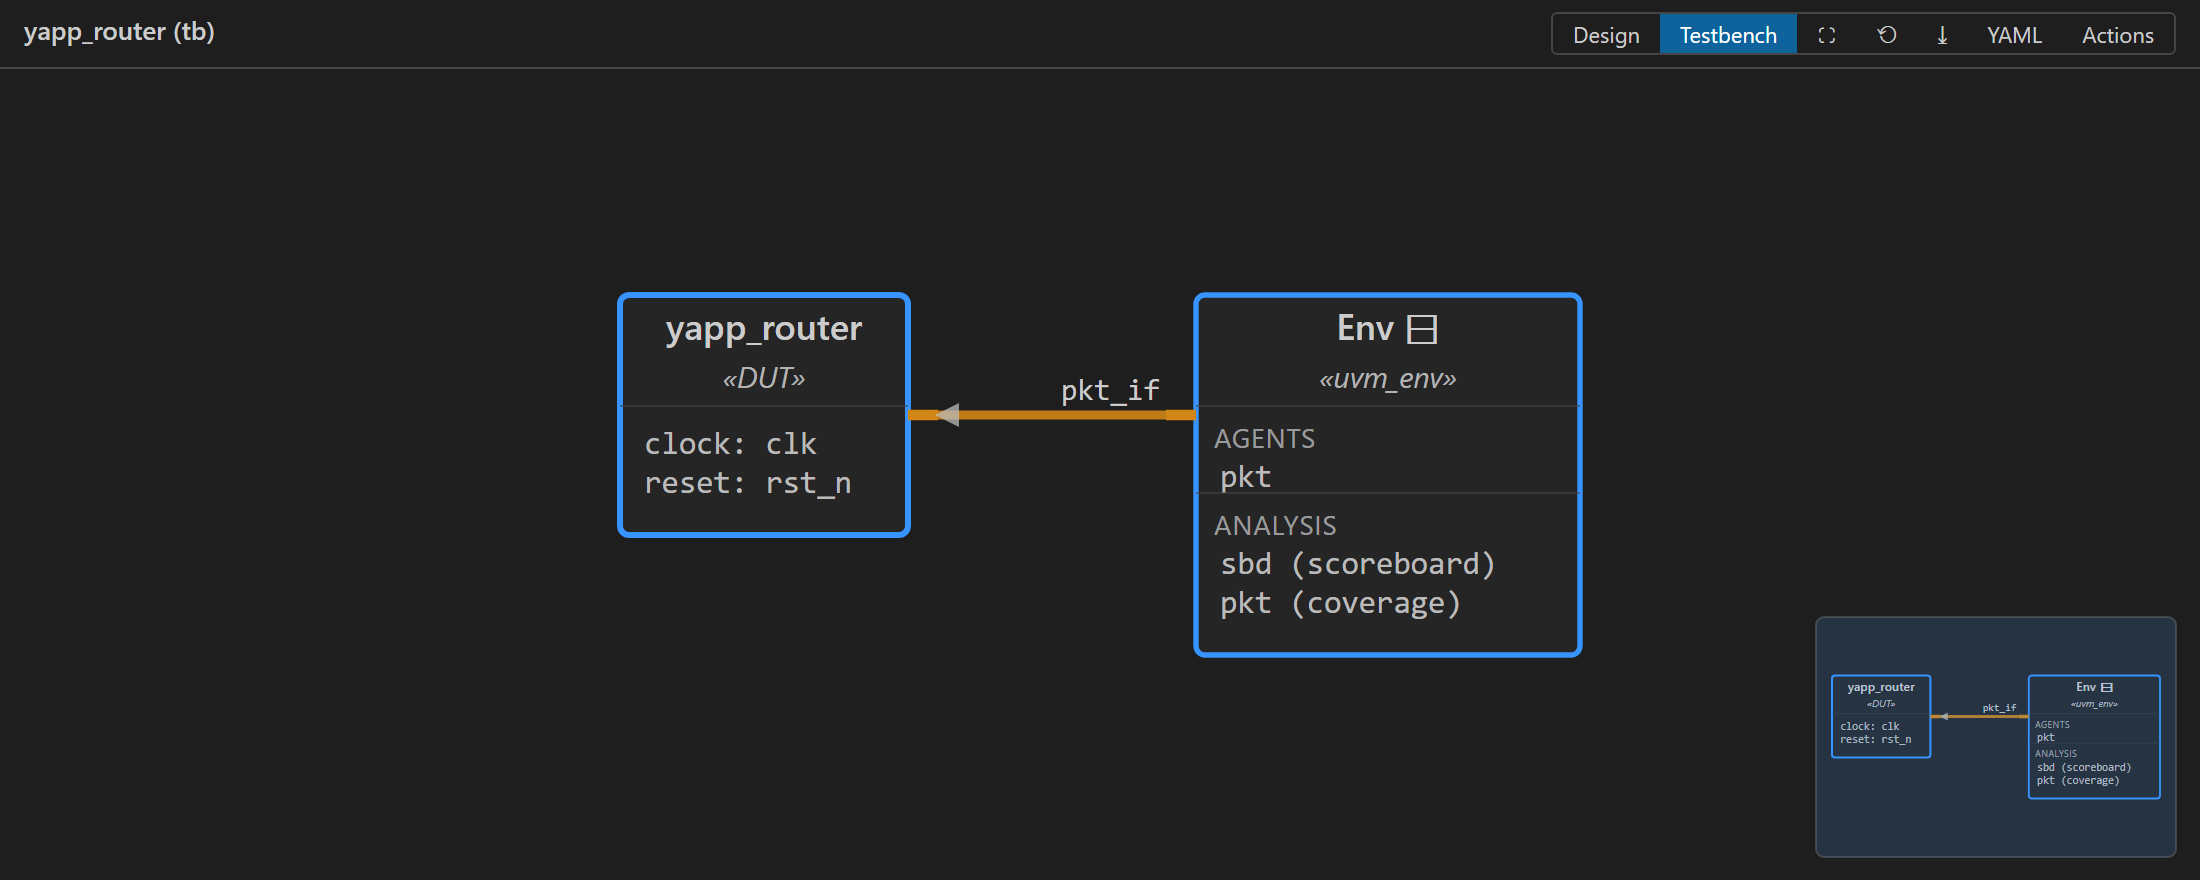 yapp_router (tb)
Design
Testbench
YAML
Actions
yapp_router
«DUT»
clock: clk
reset: rst_n
pkt_if
Env
«uvm_env»
AGENTS
pkt
ANALYSIS
sbd (scoreboard)
pkt (coverage)
yapp_router
«DUT»
clock: clk
reset: rst_n
pkt_if
Env
«uvm_env»
AGENTS
pkt
ANALYSIS
sbd (scoreboard)
pkt (coverage)